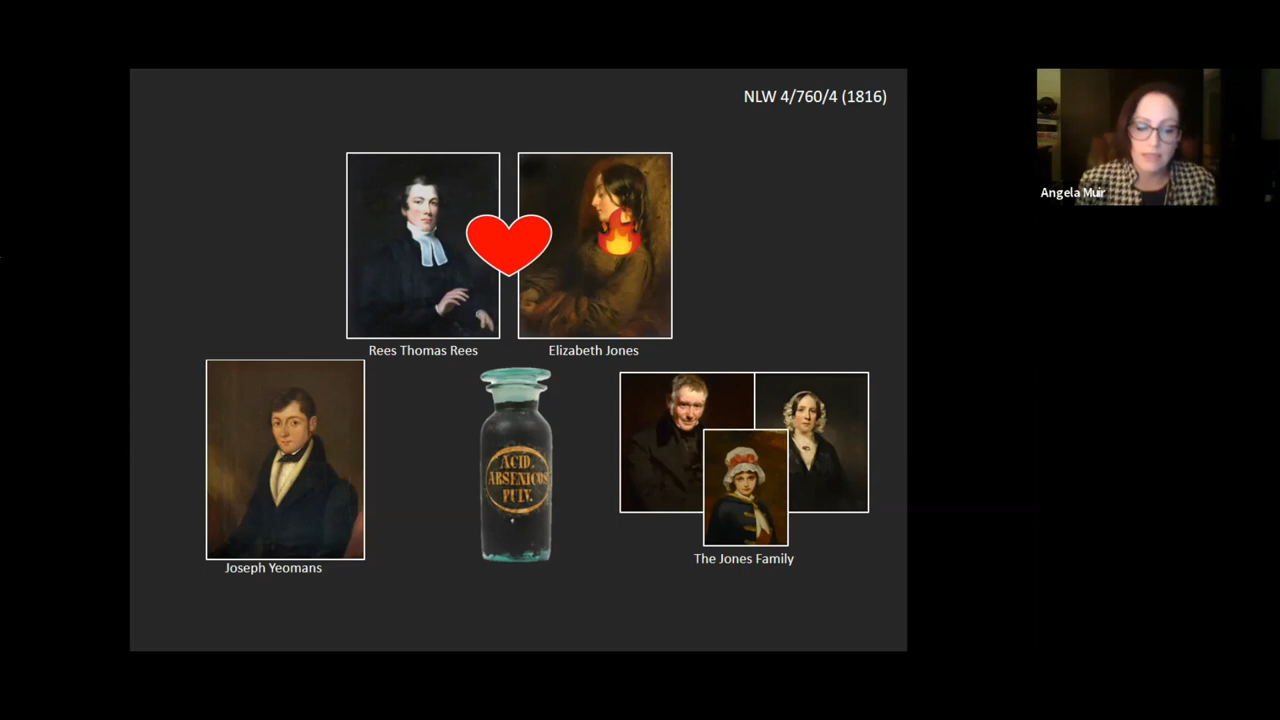 NLW 4/760/4 (1816)
Angela Muir
Rees Thomas Rees
Elizabeth Jones
ACID.
ARSENICOS
PULV.
The Jones Family
Joseph Yeomans